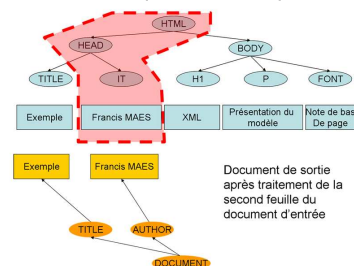 HTML
HEAD
BODY
TITLE IT H1 P FONT
Exemple Francis MAES XML Présentation du modèle Note de bas De page
Exemple Francis MAES
Document de sortie
après traitement de la
second feuille du
document d'entrée
TITLE AUTHOR
DOCUMENT